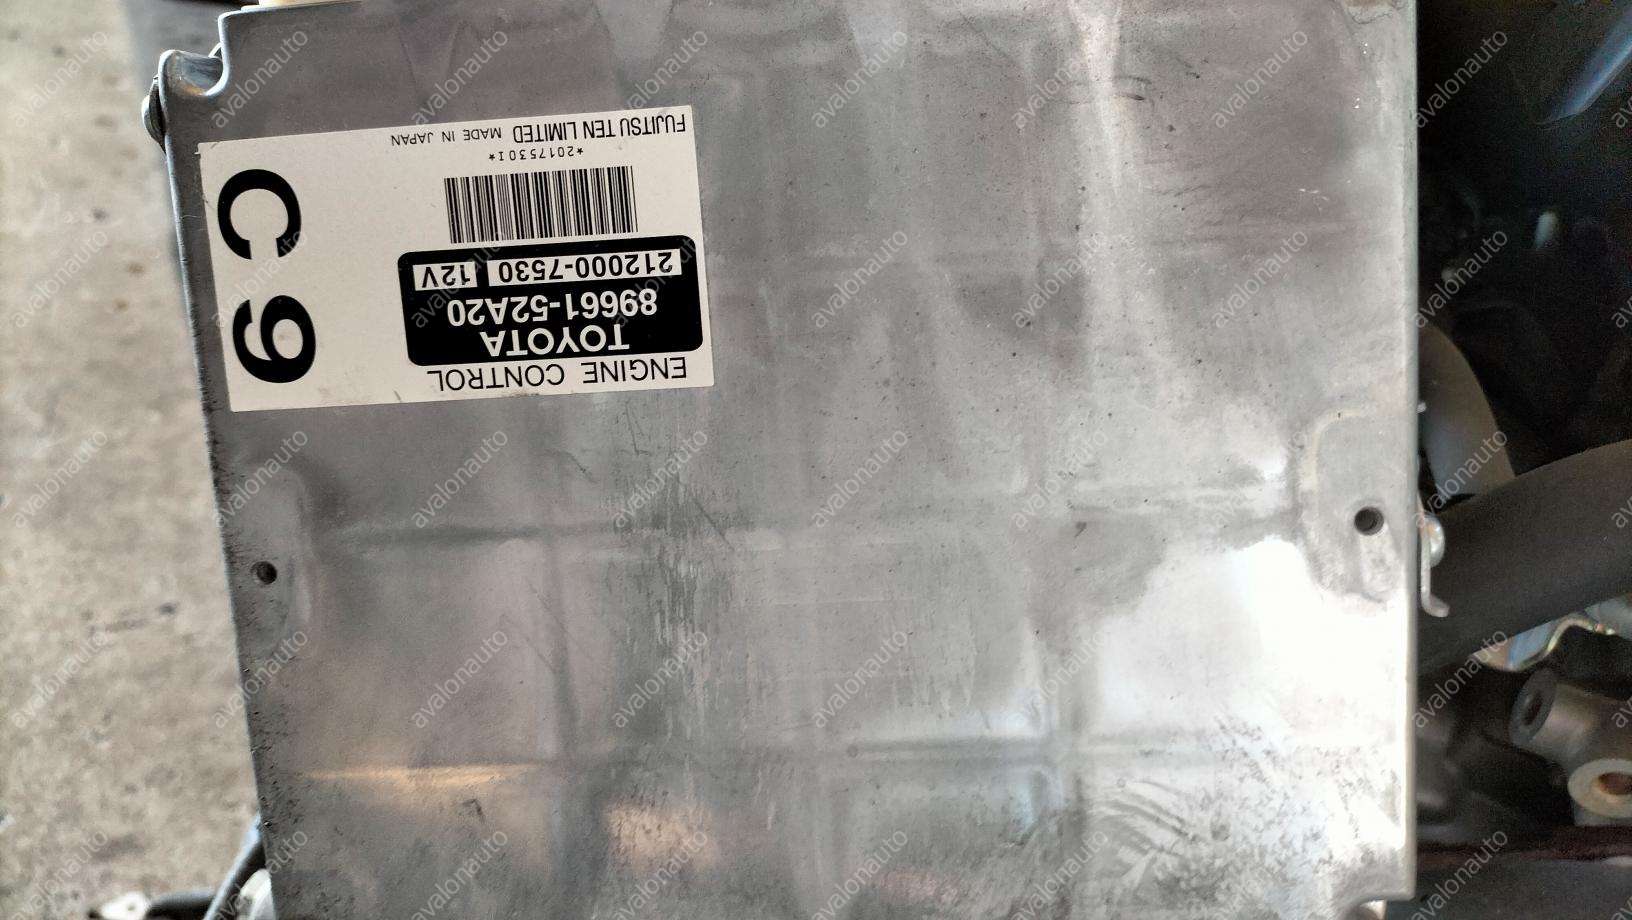 ENGINE CONTROL
TOYOTA
89661-52A20
212000-7530 12V
*20175301*
FUJITSU TEN LIMITED MADE IN JAPAN
C9
avalonauto